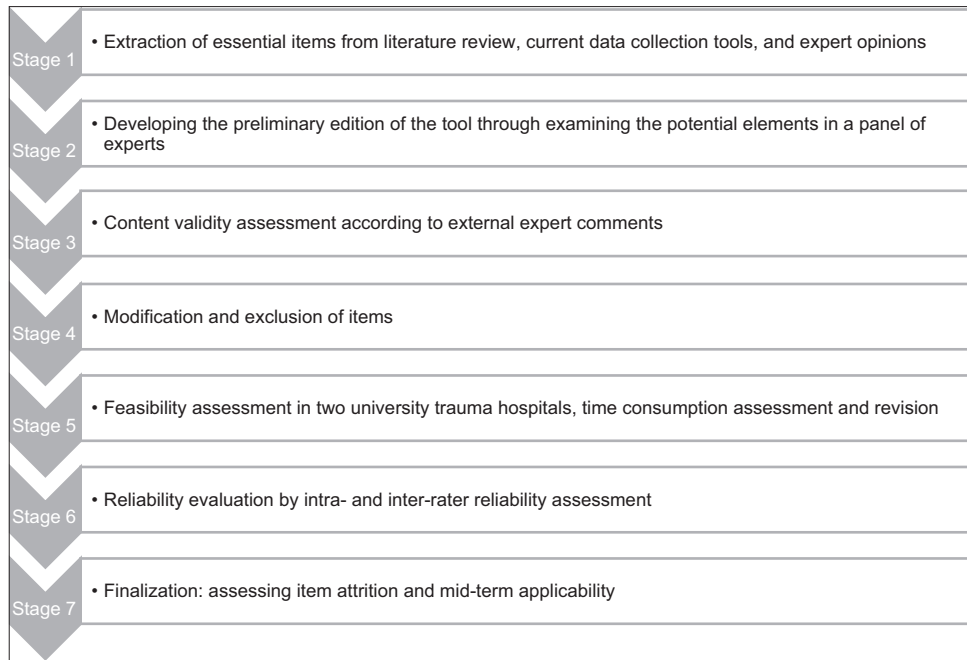 Stage 1
• Extraction of essential items from literature review, current data collection tools, and expert opinions
Stage 2
• Developing the preliminary edition of the tool through examining the potential elements in a panel of
experts
Stage 3
• Content validity assessment according to external expert comments
Stage 4
• Modification and exclusion of items
Stage 5
• Feasibility assessment in two university trauma hospitals, time consumption assessment and revision
Stage 6
• Reliability evaluation by intra- and inter-rater reliability assessment
Stage 7
• Finalization: assessing item attrition and mid-term applicability